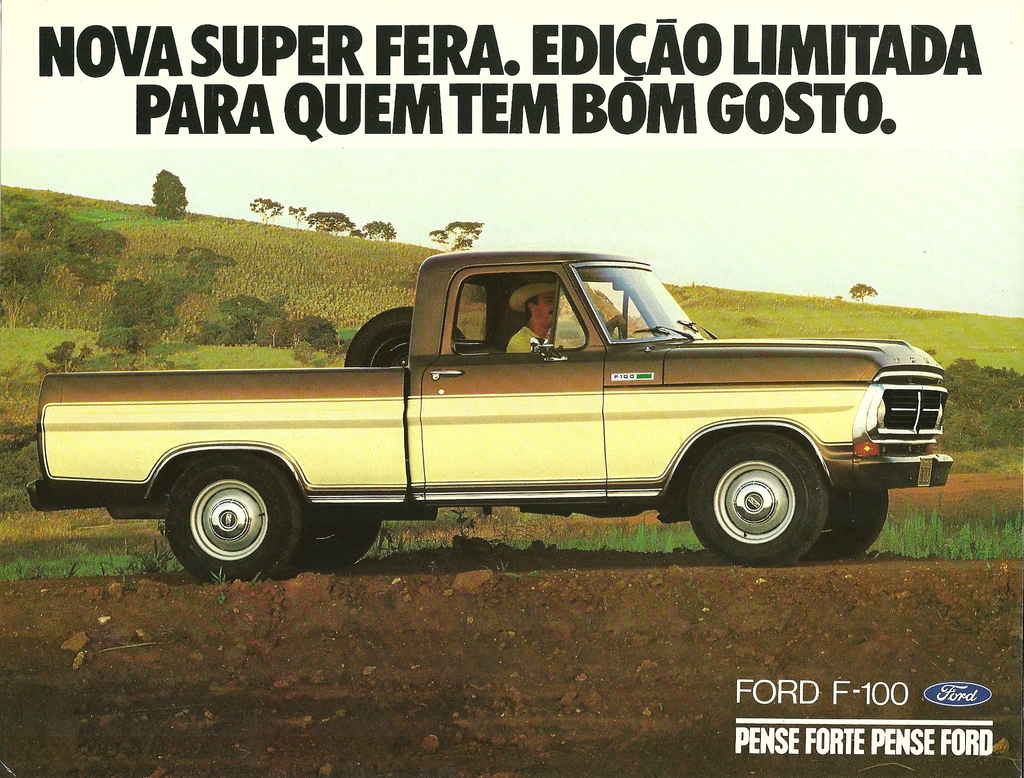 NOVA SUPER FERA. EDIÇÃO LIMITADA
PARA QUEM TEM BOM GOSTO.
F100
FORD F-100 Ford
PENSE FORTE PENSE FORD